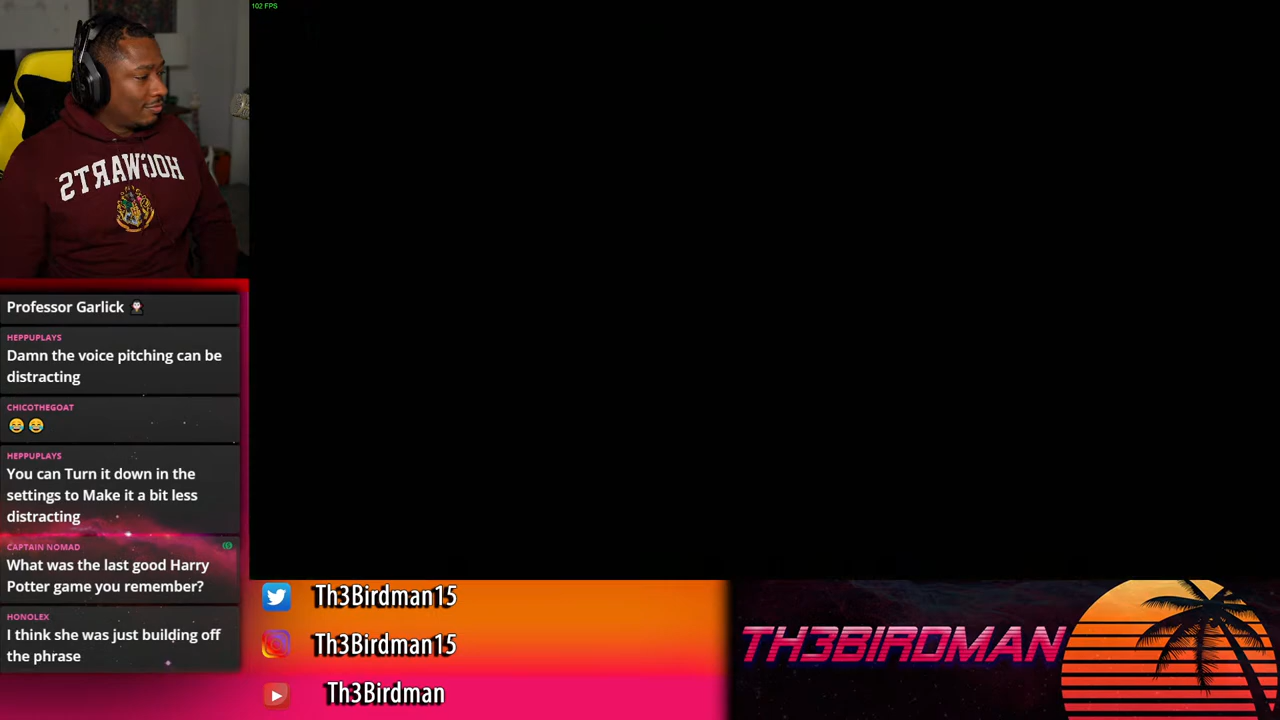 102 FPS
HOGWARTS
Professor Garlick
HEPPUPLAYS
Damn the voice pitching can be
distracting
CHICOTHEGOAT
HEPPUPLAYS
You can Turn it down in the
settings to Make it a bit less
distracting
CAPTAIN NOMAD
What was the last good Harry
Potter game you remember?
HONOLEX
I think she was just building off
the phrase
Th3Birdman15
Th3Birdman15
Th3Birdman
TH3BIRDMAN